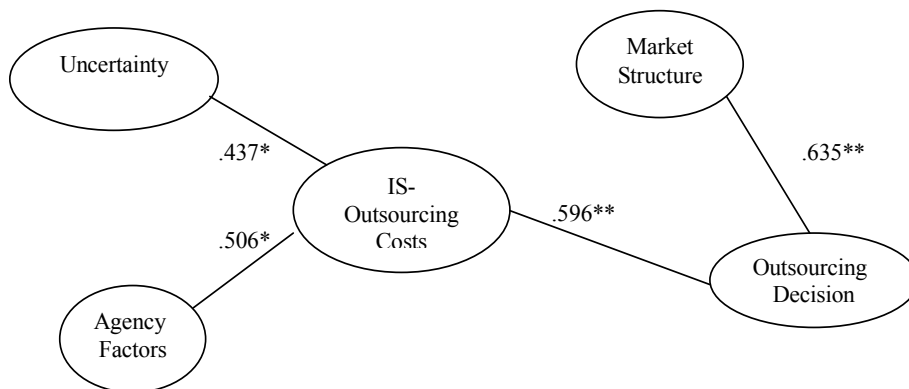 Uncertainty
Market
Structure
.437*
.635**
IS-
Outsourcing
Costs
.596**
.506*
Outsourcing
Decision
Agency
Factors